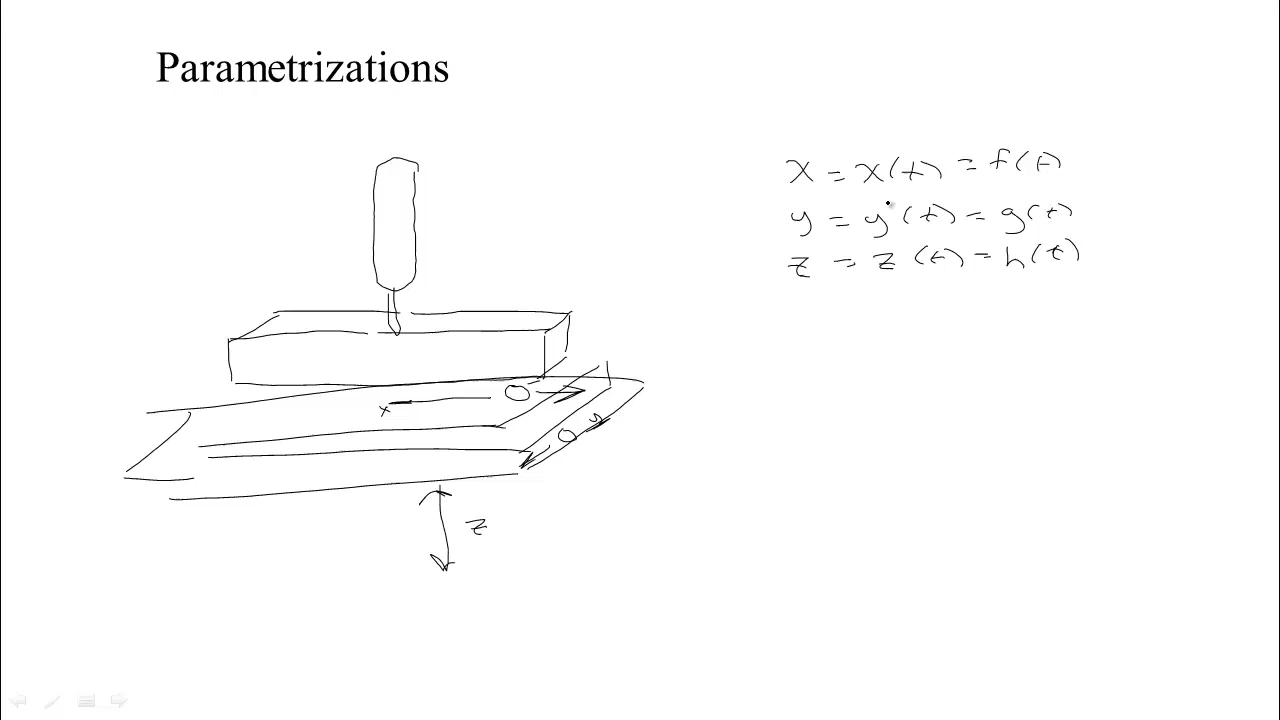 Parametrizations
x = x(t) = f(t)
y = y(t) = g(t)
z = z(t) = h(t)
x
y
z